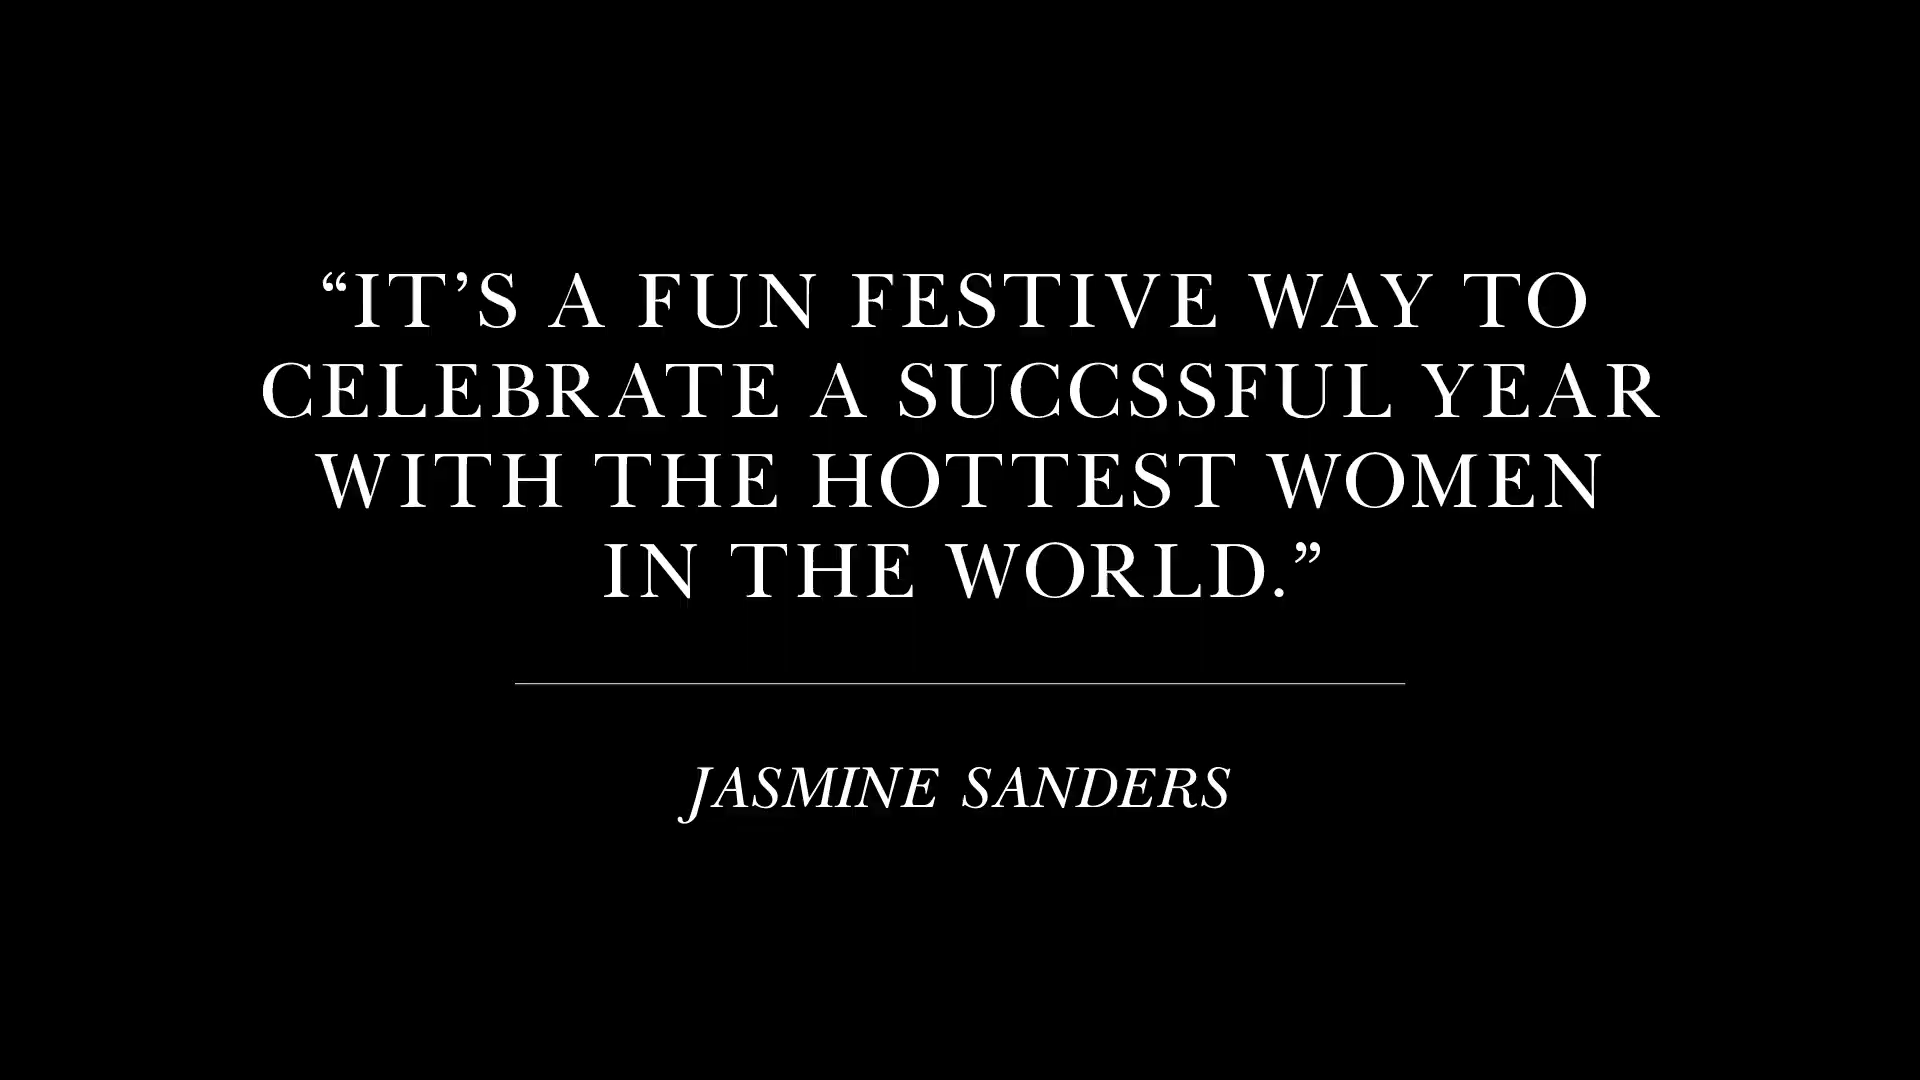 “IT’S A FUN FESTIVE WAY TO
CELEBRATE A SUCCSSFUL YEAR
WITH THE HOTTEST WOMEN
IN THE WORLD.”
JASMINE SANDERS